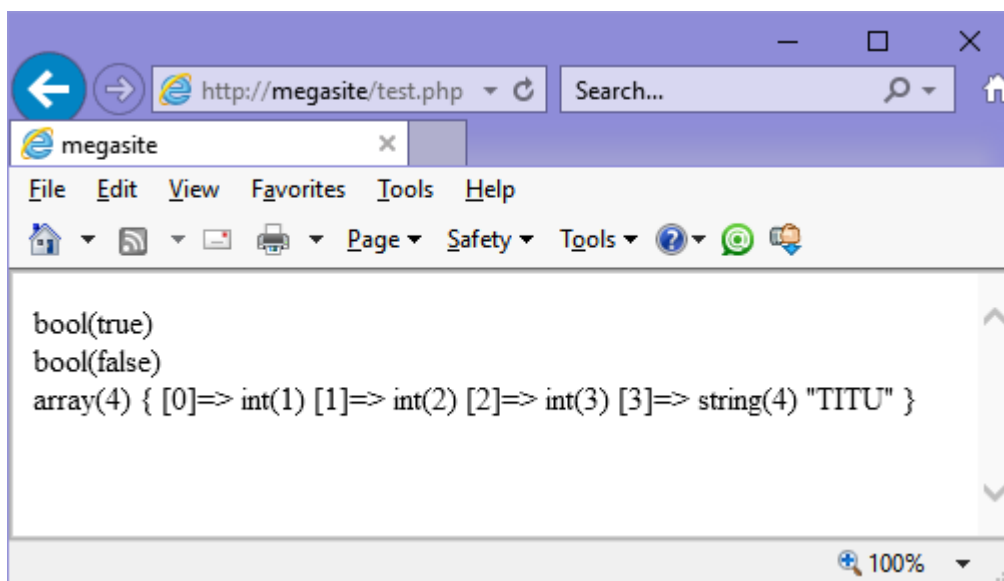 http://megasite/test.php
Search...
megasite
File Edit View Favorites Tools Help
Page Safety Tools
bool(true)
bool(false)
array(4) { [0]=> int(1) [1]=> int(2) [2]=> int(3) [3]=> string(4) "TITU" }
100%